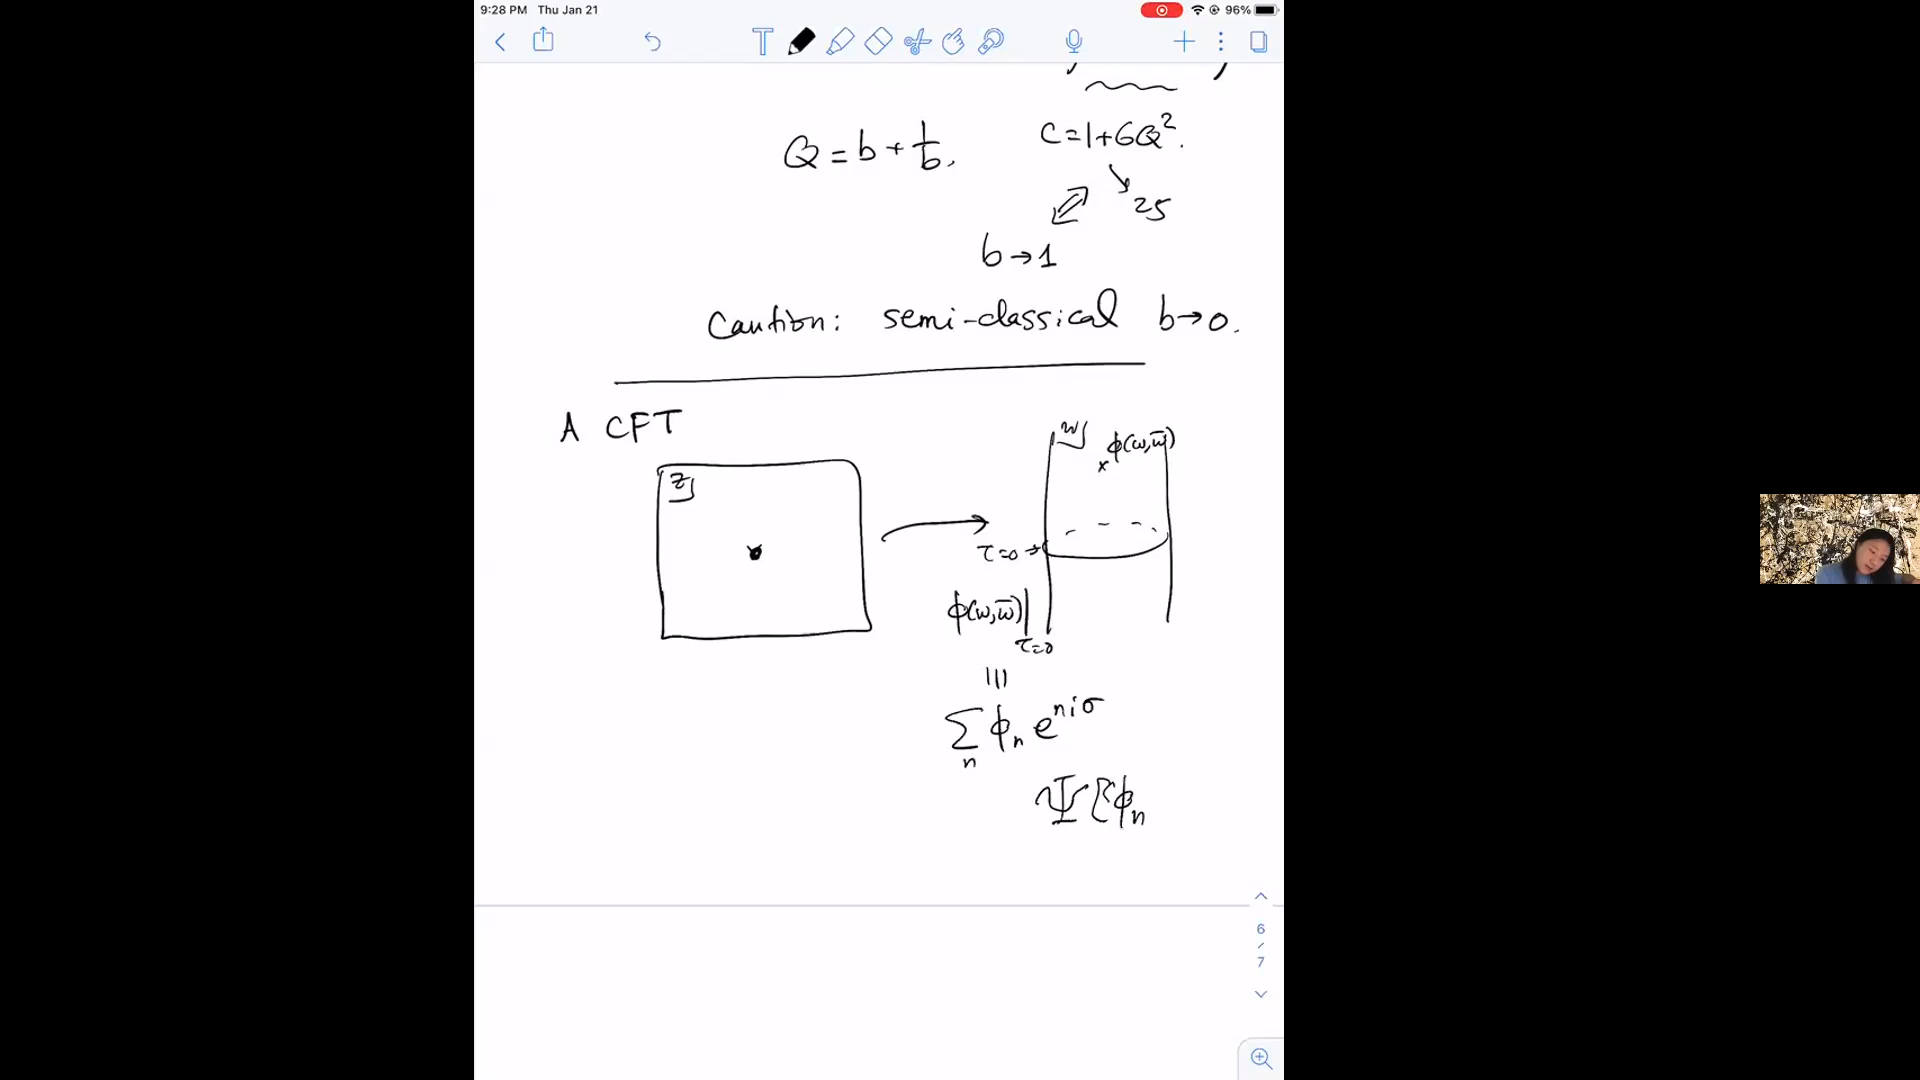 9:28 PM Thu Jan 21
96%
Q = b + 1/b.
C = 1 + 6Q².
25
b → 1
Caution: semi-classical b → 0.
A CFT
z
w
ϕ(w, w̄)
τ=0
ϕ(w, w̄)|τ=0
|||
∑n ϕn e^{niσ}
Ψ[ϕn
6
7